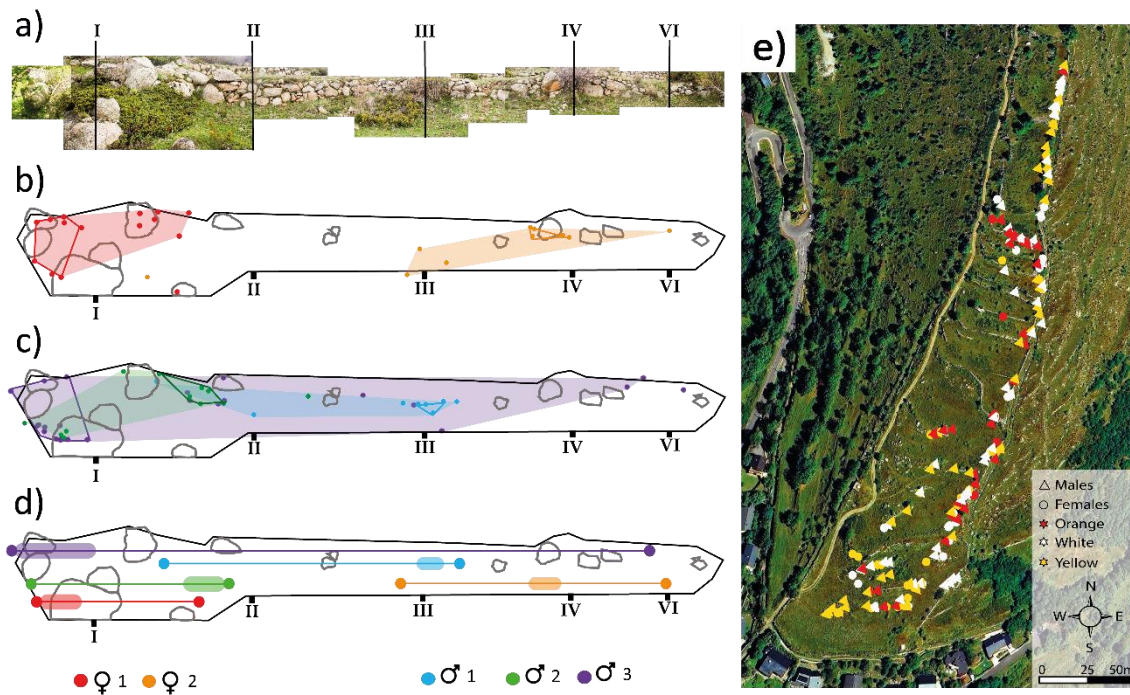 a)
I II III IV VI
b)
I II III IV VI
c)
I II III IV VI
d)
I II III IV VI
♀ 1 ♀ 2 ♂ 1 ♂ 2 ♂ 3
e)
Males
Females
Orange
White
Yellow
N
W E
S
0 25 50m